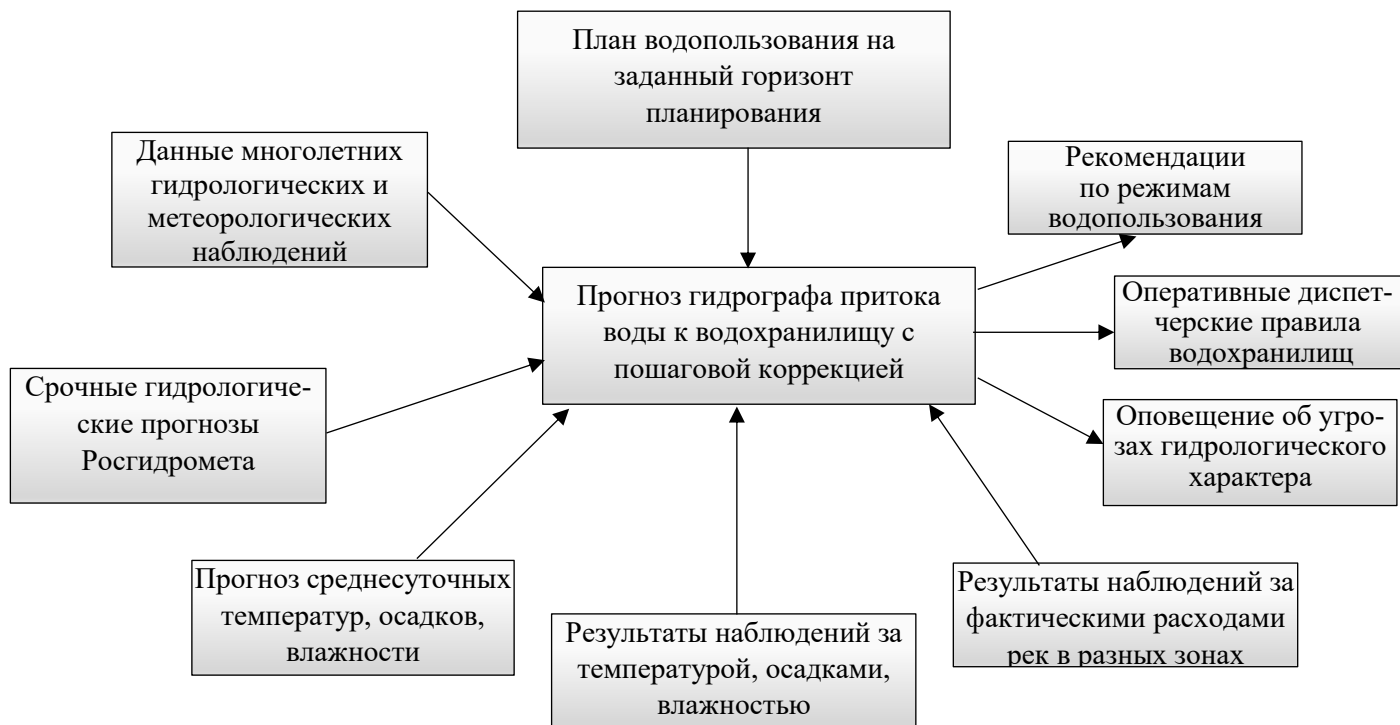 План водопользования на
заданный горизонт
планирования
Данные многолетних
гидрологических и
метеорологических
наблюдений
Рекомендации
по режимам
водопользования
Прогноз гидрографа притока
воды к водохранилищу с
пошаговой коррекцией
Оперативные диспет-
черские правила
водохранилищ
Срочные гидрологиче-
ские прогнозы
Росгидромета
Оповещение об угро-
зах гидрологического
характера
Прогноз среднесуточных
температур, осадков,
влажности
Результаты наблюдений за
температурой, осадками,
влажностью
Результаты наблюдений за
фактическими расходами
рек в разных зонах